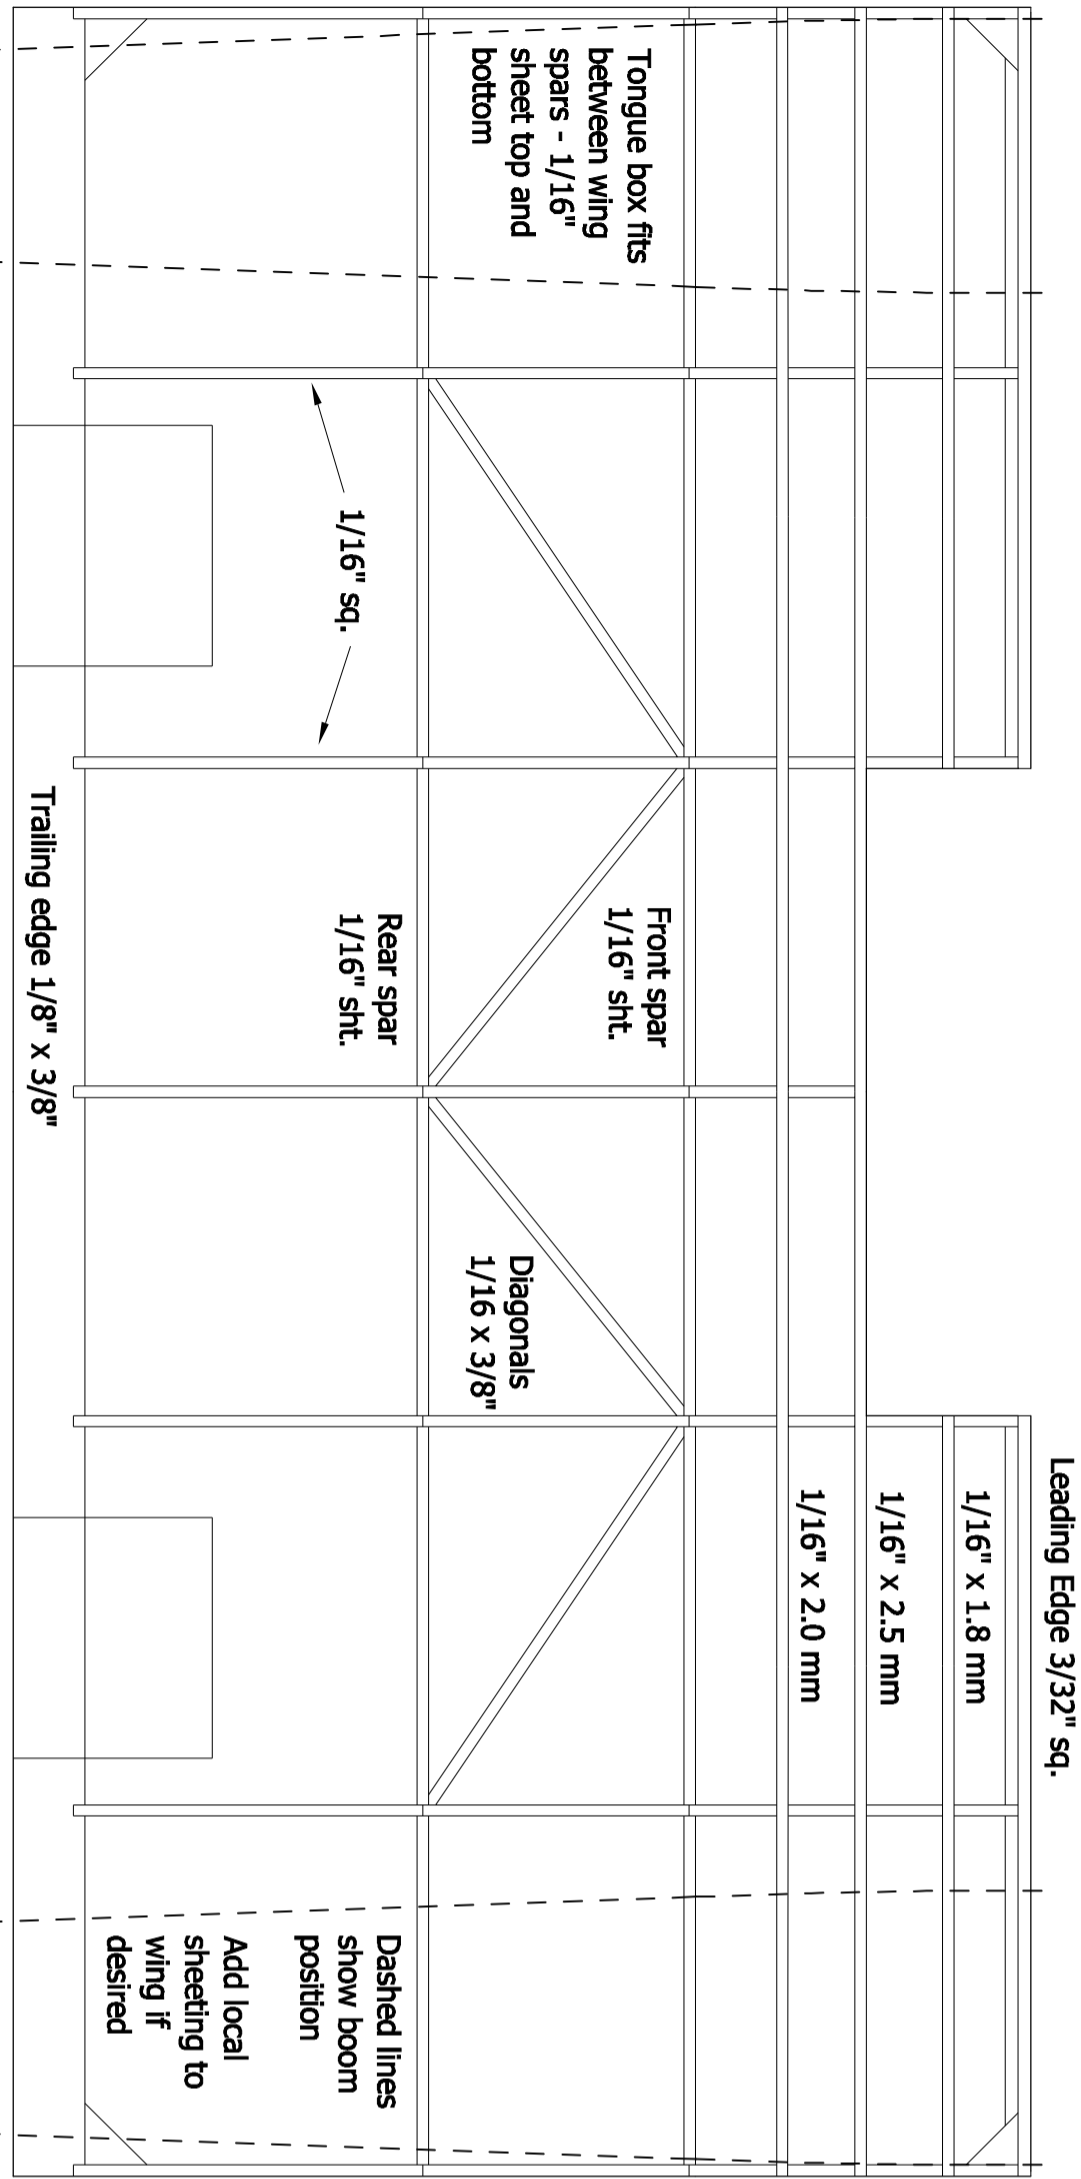 Leading Edge 3/32" sq.
1/16" x 1.8 mm
1/16" x 2.5 mm
1/16" x 2.0 mm
Tongue box fits
between wing
spars - 1/16"
sheet top and
bottom
Front spar
1/16" sht.
Diagonals
1/16 x 3/8"
1/16" sq.
Rear spar
1/16" sht.
Dashed lines
show boom
position
Add local
sheeting to
wing if
desired
Trailing edge 1/8" x 3/8"